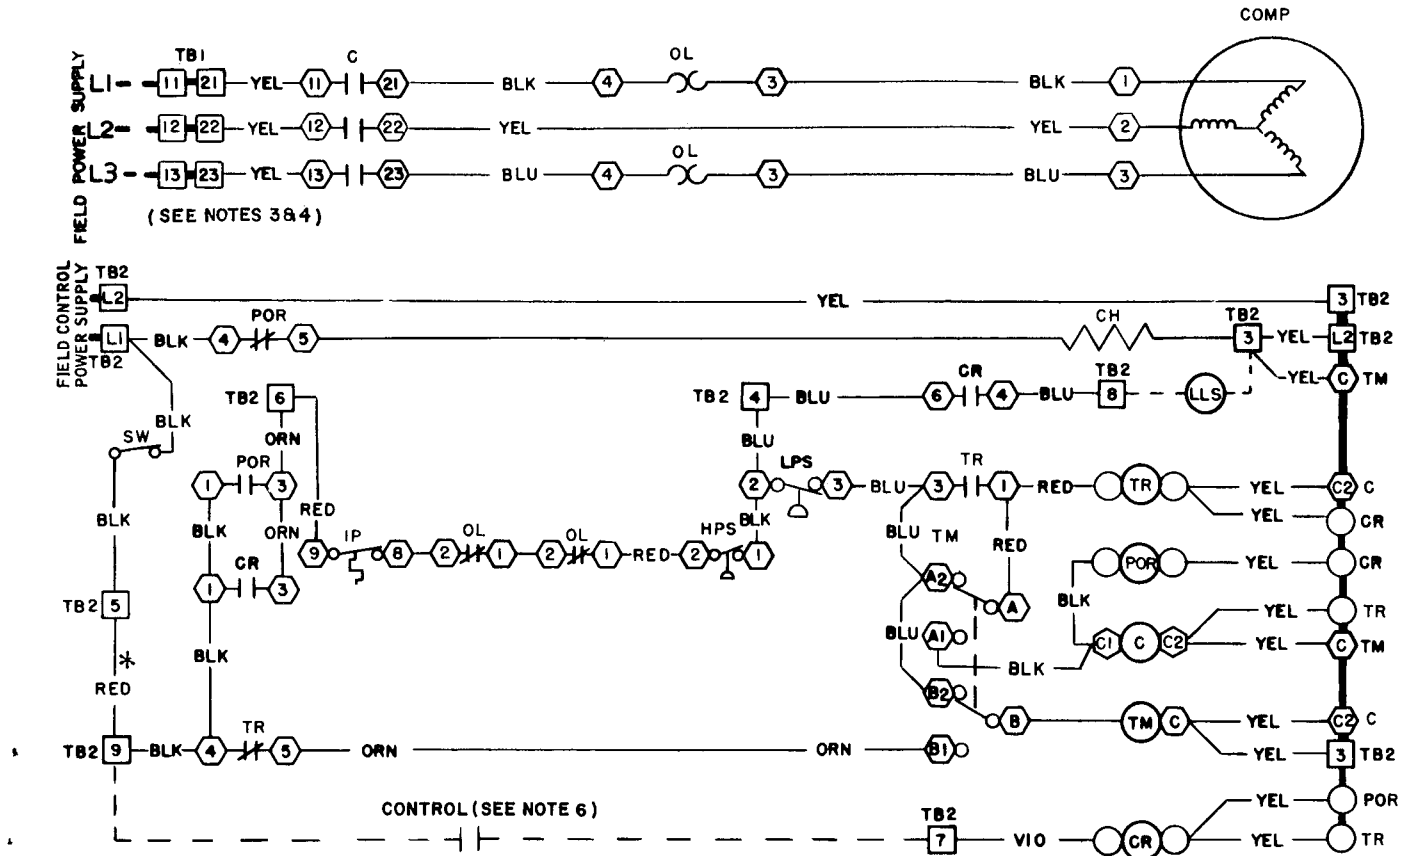 COMP
TB1 C OL
FIELD POWER SUPPLY
L1 11 21 YEL 11 21 BLK 4 3 BLK 1
L2 12 22 YEL 12 22 YEL YEL 2
OL
L3 13 23 YEL 13 23 BLU 4 3 BLU 3
(SEE NOTES 3&4)
FIELD CONTROL
POWER SUPPLY
TB2
L2 YEL 3 TB2
POR CH TB2
L1 BLK 4 5 3 YEL L2 TB2
TB2
YEL C TM
CR TB2
TB2 6 TB2 4 BLU 6 4 BLU 8 LLS
BLK
SW ORN BLU
POR LPS TR
1 3 2 3 BLU 3 1 RED TR YEL C2 C
YEL CR
BLK BLK ORN RED BLK BLU TM RED
IP OL OL HPS
9 8 2 1 2 1 RED 2 1 POR YEL CR
CR
1 3 A2 A BLK
TB2 5 YEL TR
BLU A1 C1 C C2 YEL C TM
* BLK BLK
RED
B2 B TM C YEL C2 C
TR
TB2 9 BLK 4 5 ORN ORN B1 YEL 3 TB2
CONTROL (SEE NOTE 6)
YEL POR
TB2
7 VIO CR YEL TR